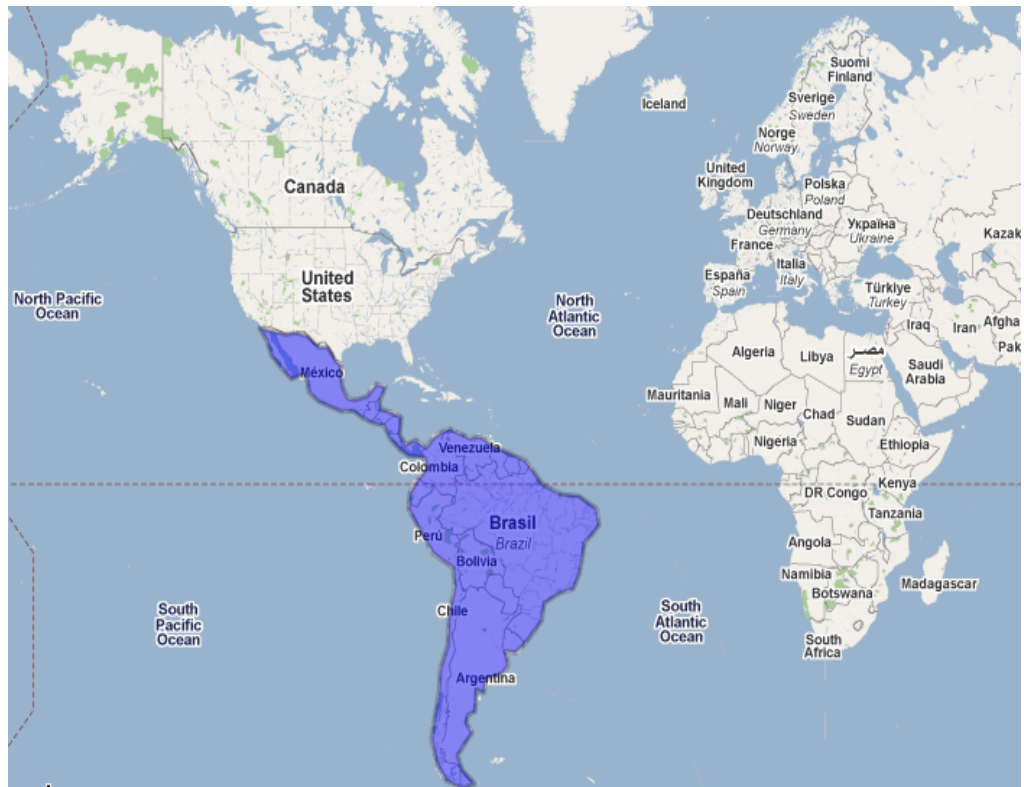 Suomi
Finland
Iceland
Sverige
Sweden
Norge
Norway
United
Kingdom
Canada
Polska
Poland
Deutschland
Germany
Україна
Ukraine
France
Kazak
Italia
Italy
España
Spain
United
States
Türkiye
Turkey
North Pacific
Ocean
North
Atlantic
Ocean
Iraq
Iran
Afgha
Pak
Algeria
Libya
مصر
Egypt
Saudi
Arabia
México
Mauritania
Mali
Niger
Chad
Sudan
Nigeria
Ethiopia
Venezuela
Colombia
DR Congo
Kenya
Tanzania
Brasil
Brazil
Perú
Angola
Bolivia
Namibia
Botswana
Madagascar
Chile
South
Pacific
Ocean
South
Atlantic
Ocean
South
Africa
Argentina